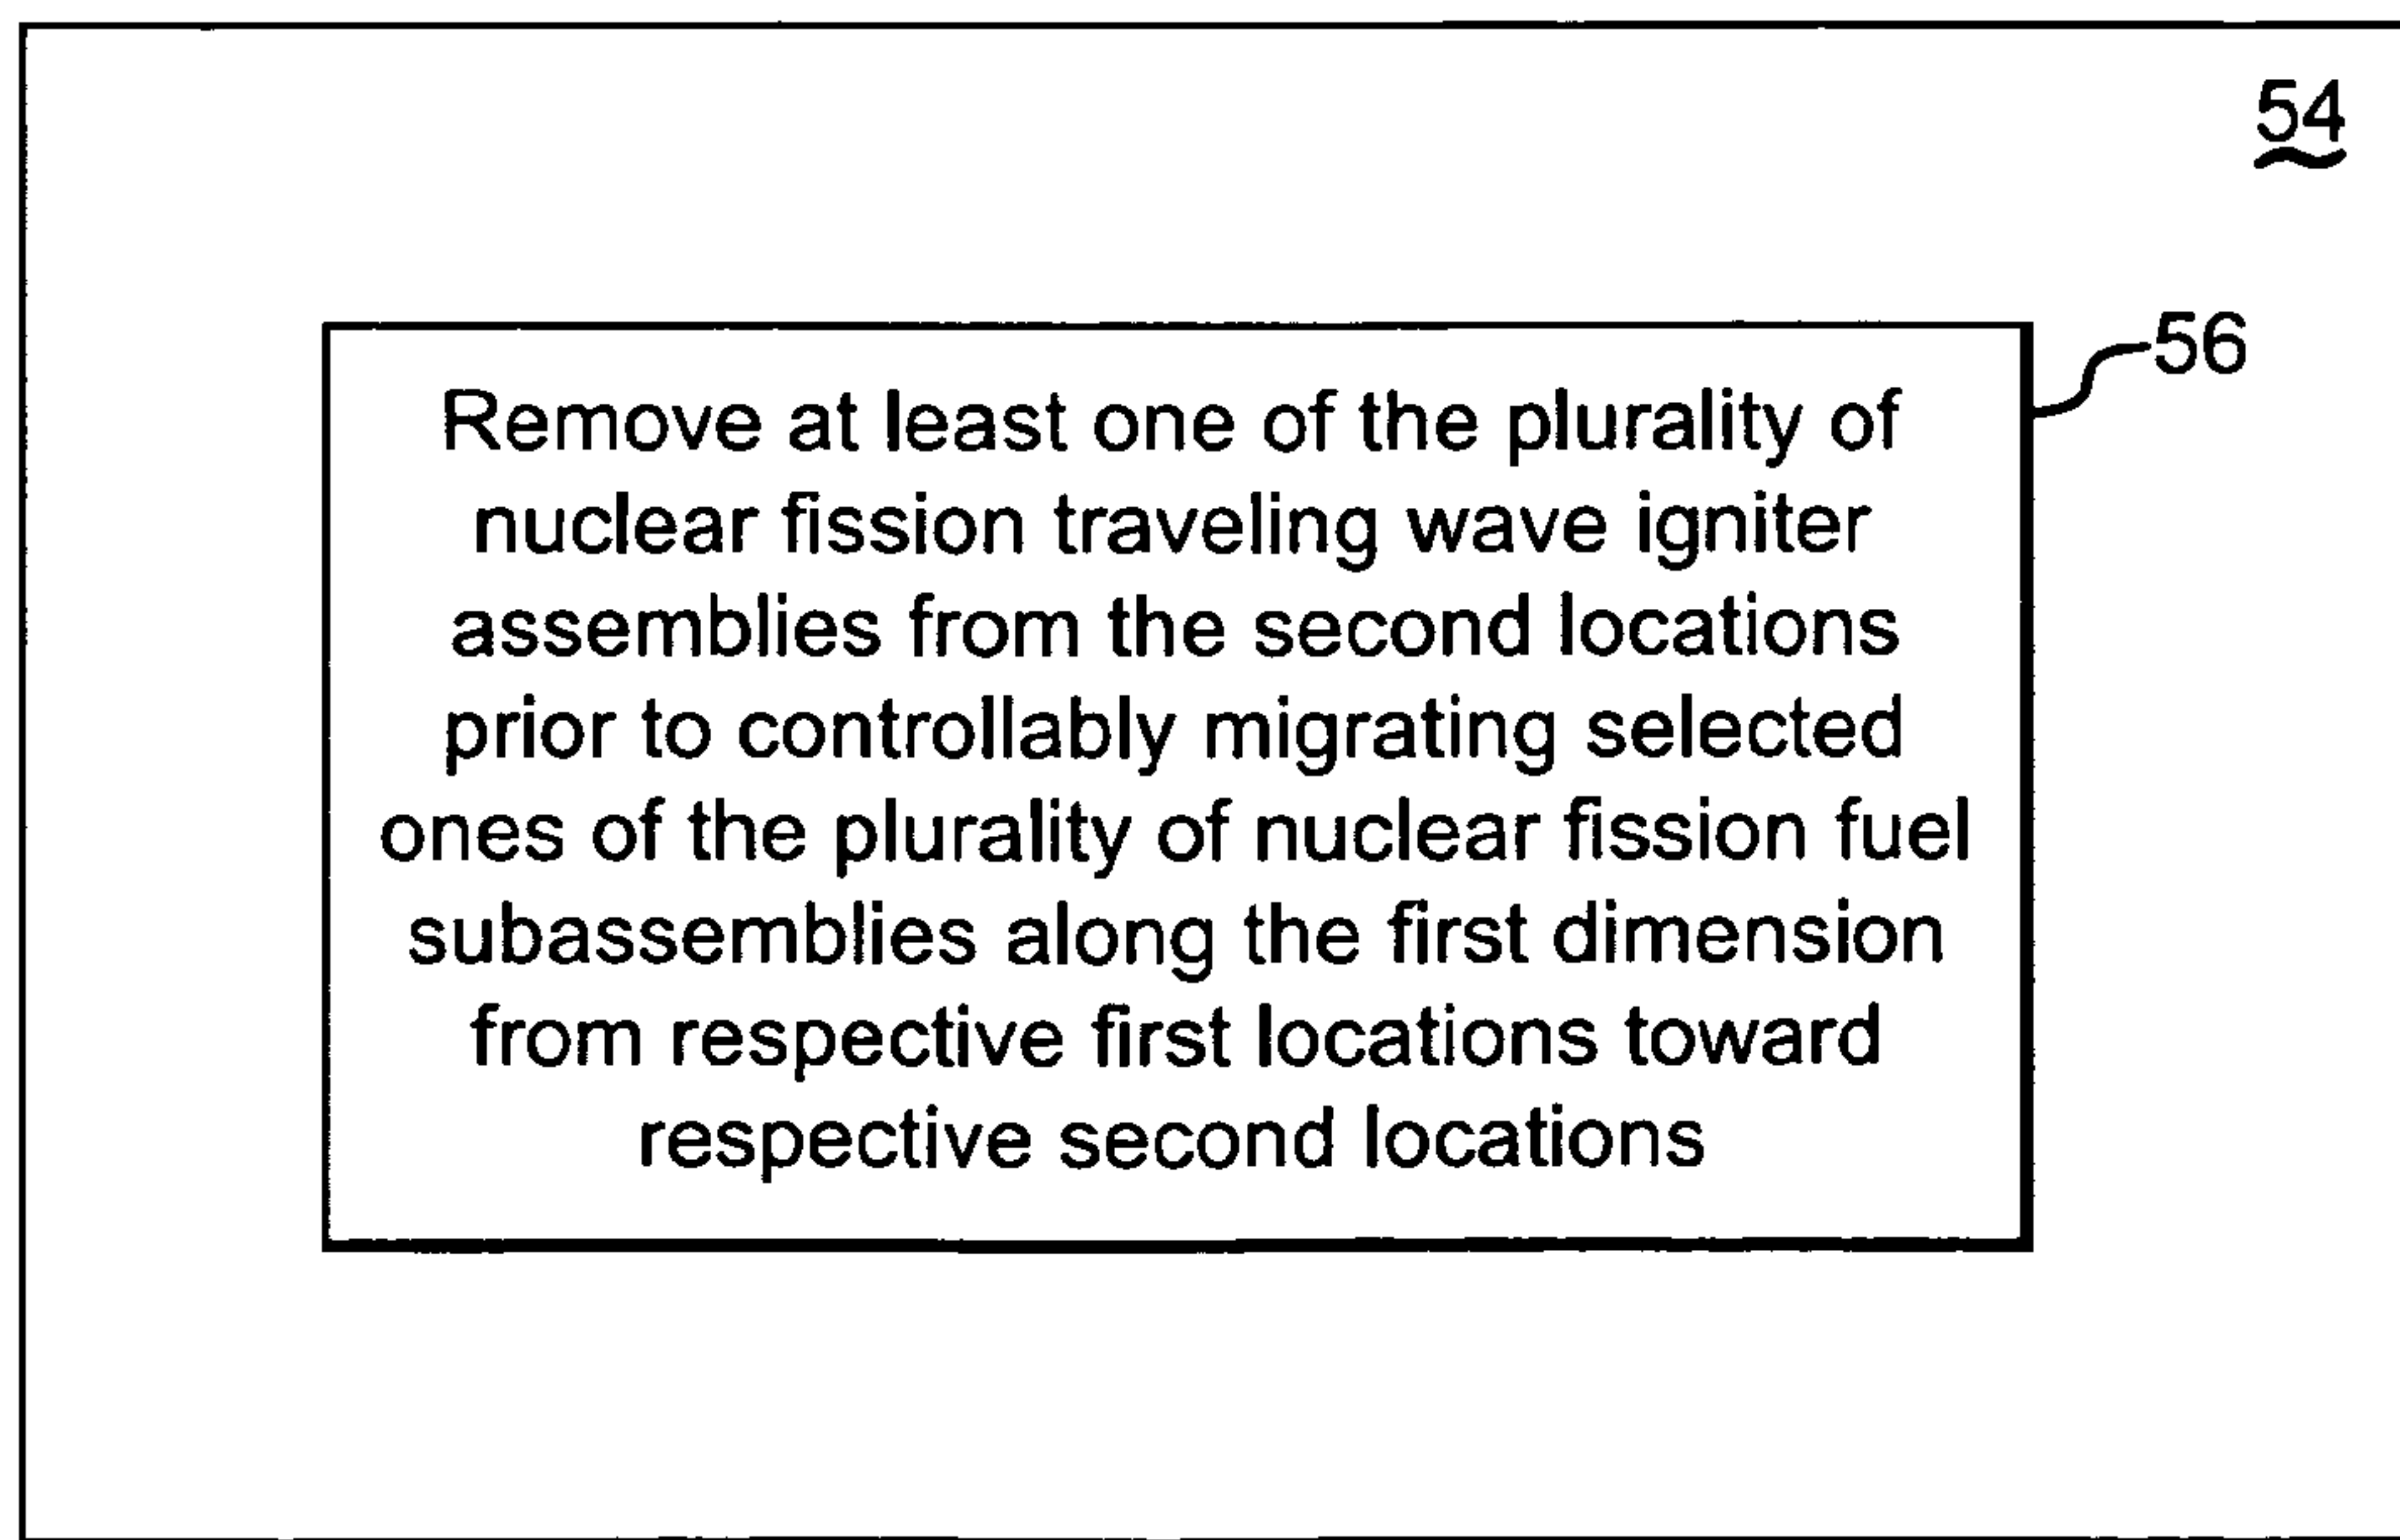 54
56
Remove at least one of the plurality of
nuclear fission traveling wave igniter
assemblies from the second locations
prior to controllably migrating selected
ones of the plurality of nuclear fission fuel
subassemblies along the first dimension
from respective first locations toward
respective second locations